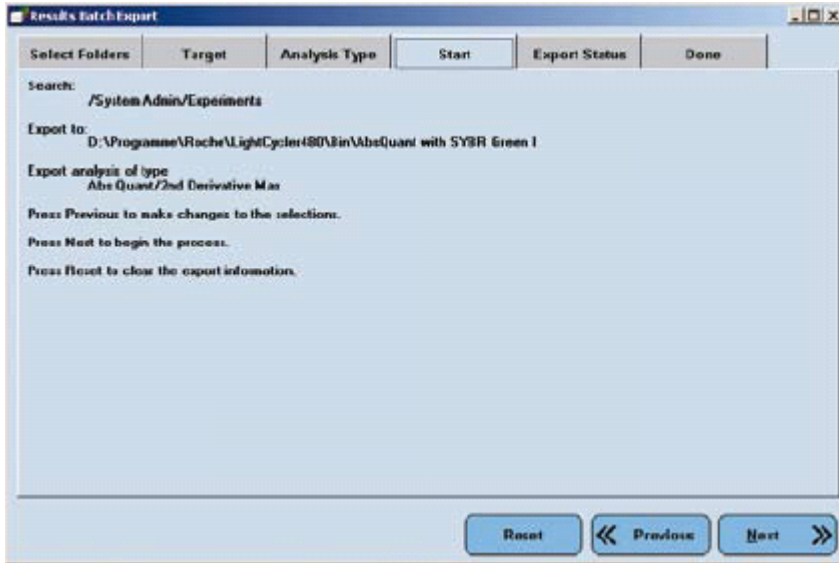 Results Batch Export
Select Folders Target Analysis Type Start Export Status Done
Search:
/System Admin/Experiments
Export to:
D:\Programme\Roche\LightCycler480\Bin\AbsQuant with SYBR Green I
Export analysis of type
Abs Quant/2nd Derivative Max
Press Previous to make changes to the selections.
Press Next to begin the process.
Press Reset to clear the export information.
Reset Previous Next